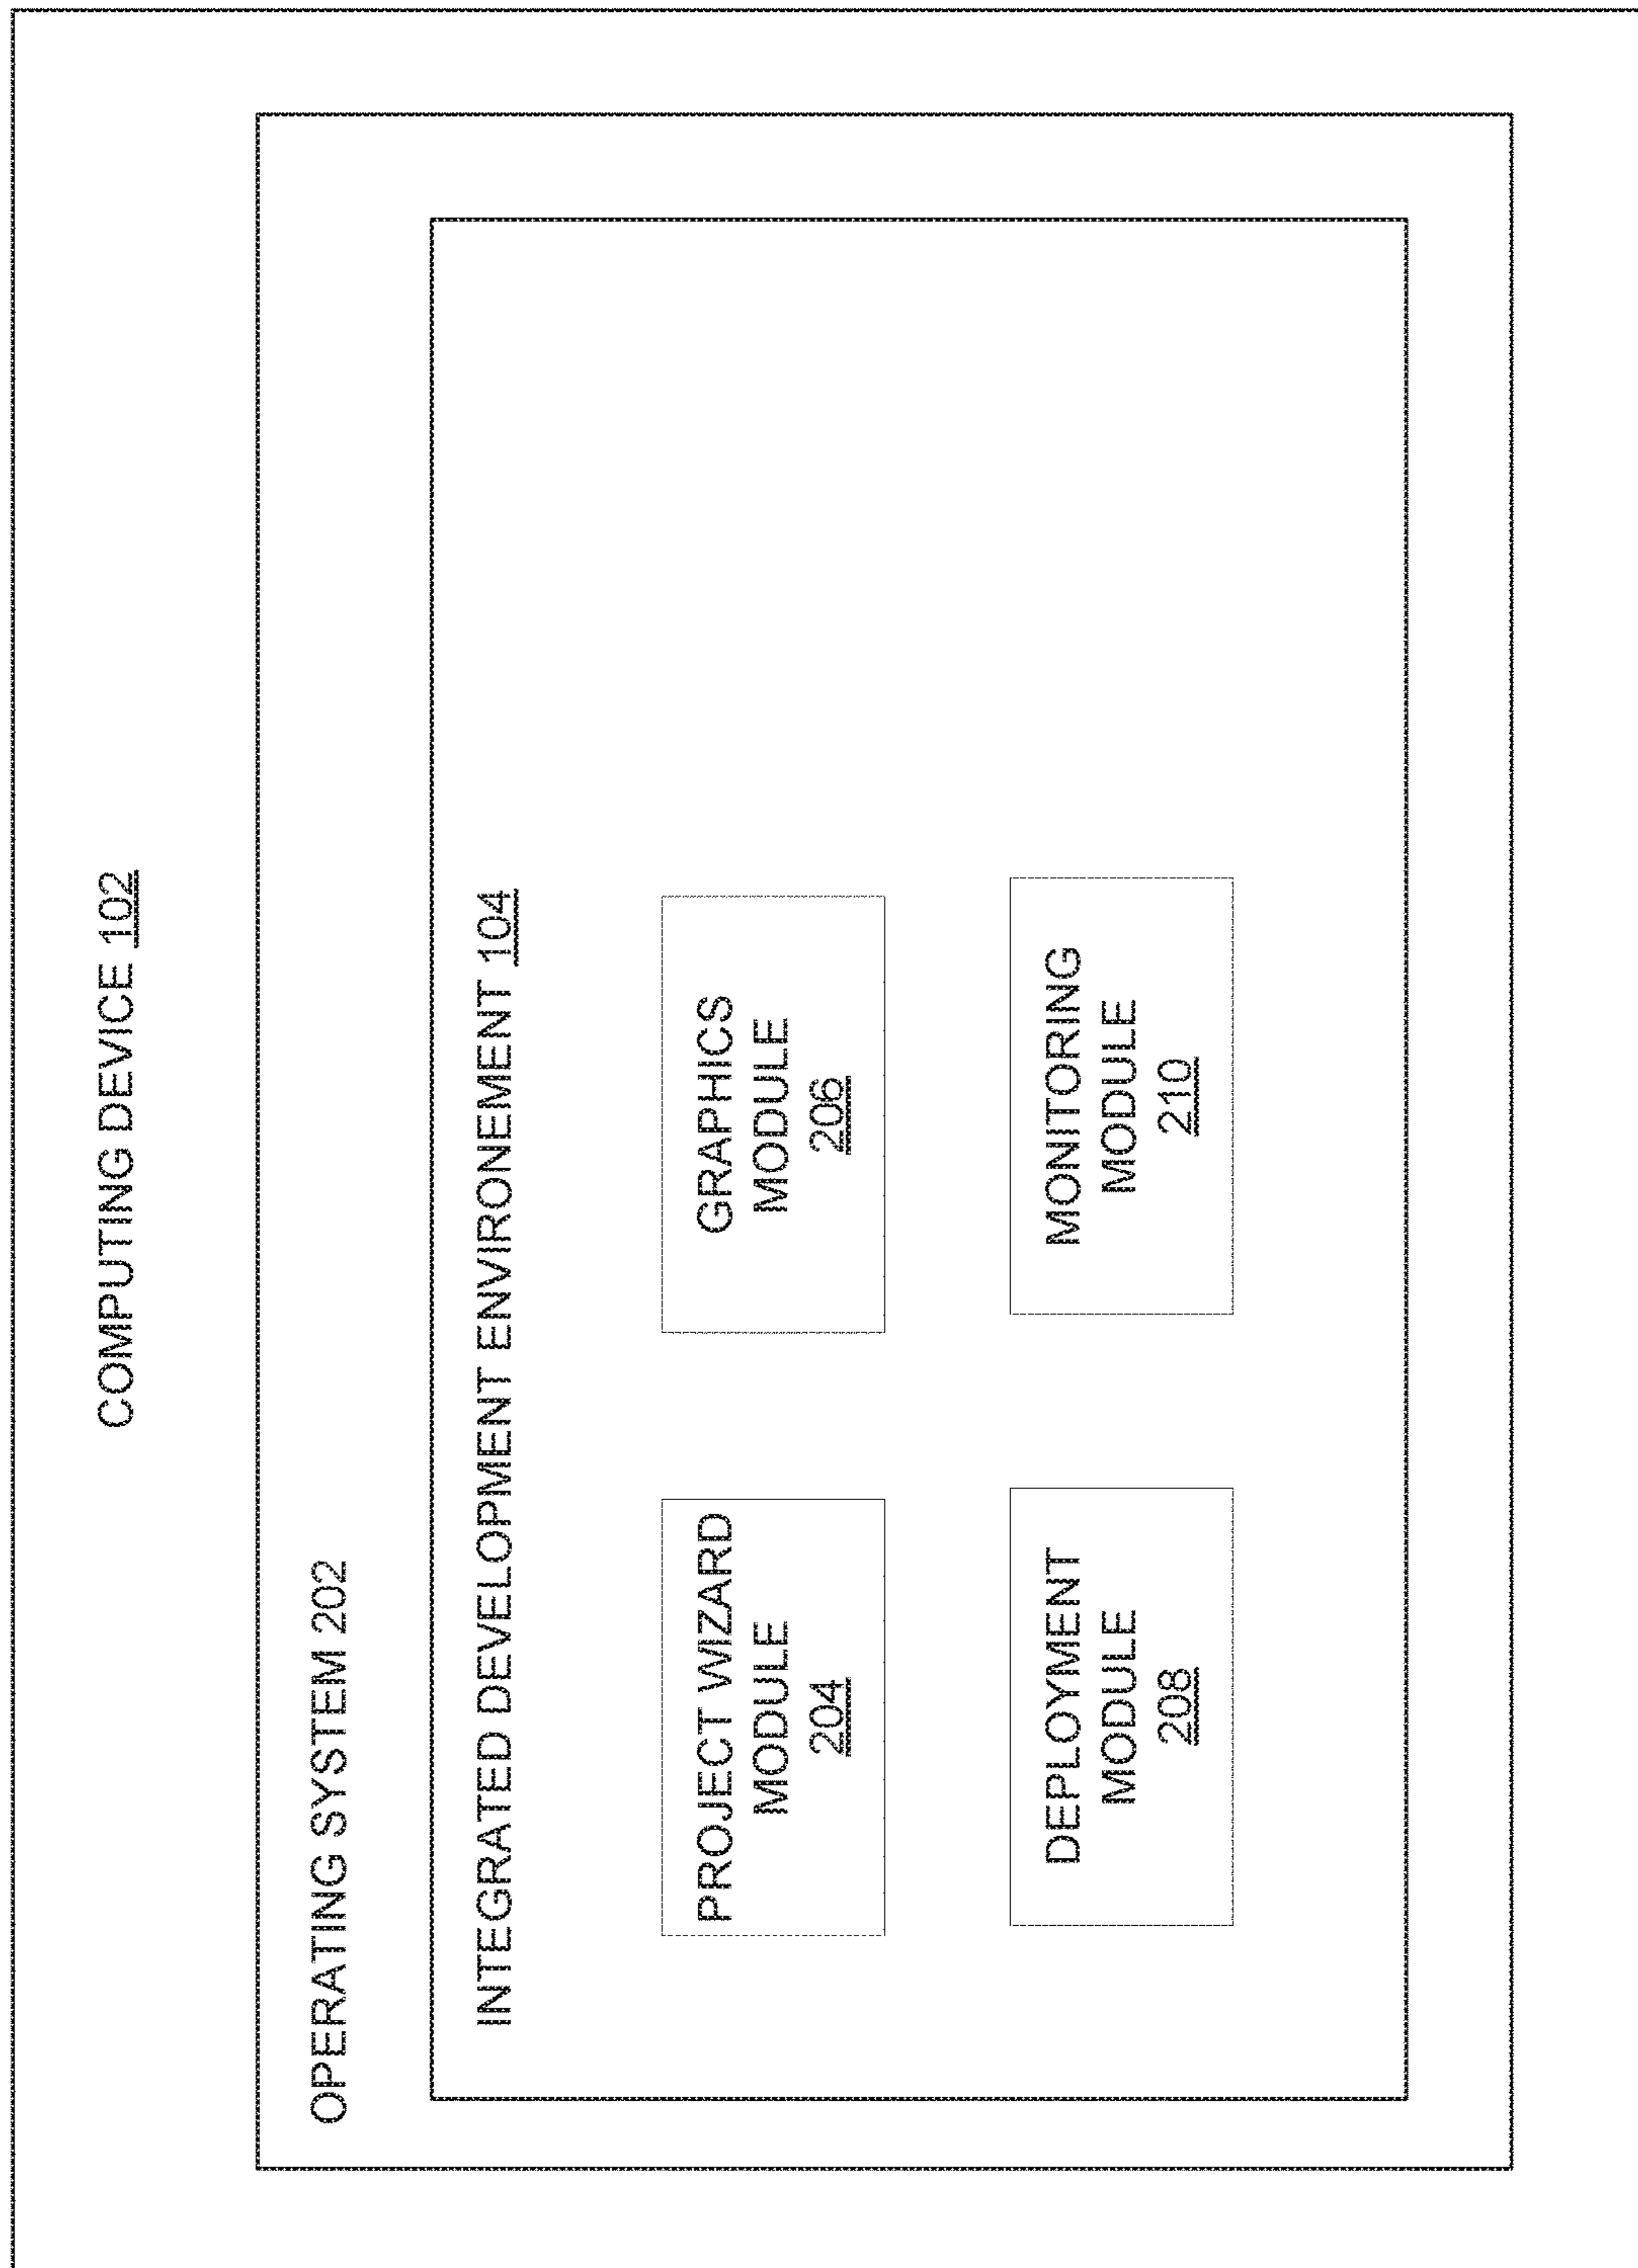 COMPUTING DEVICE 102
OPERATING SYSTEM 202
INTEGRATED DEVELOPMENT ENVIRONEMENT 104
PROJECT WIZARD
MODULE
204
GRAPHICS
MODULE
206
DEPLOYMENT
MODULE
208
MONITORING
MODULE
210